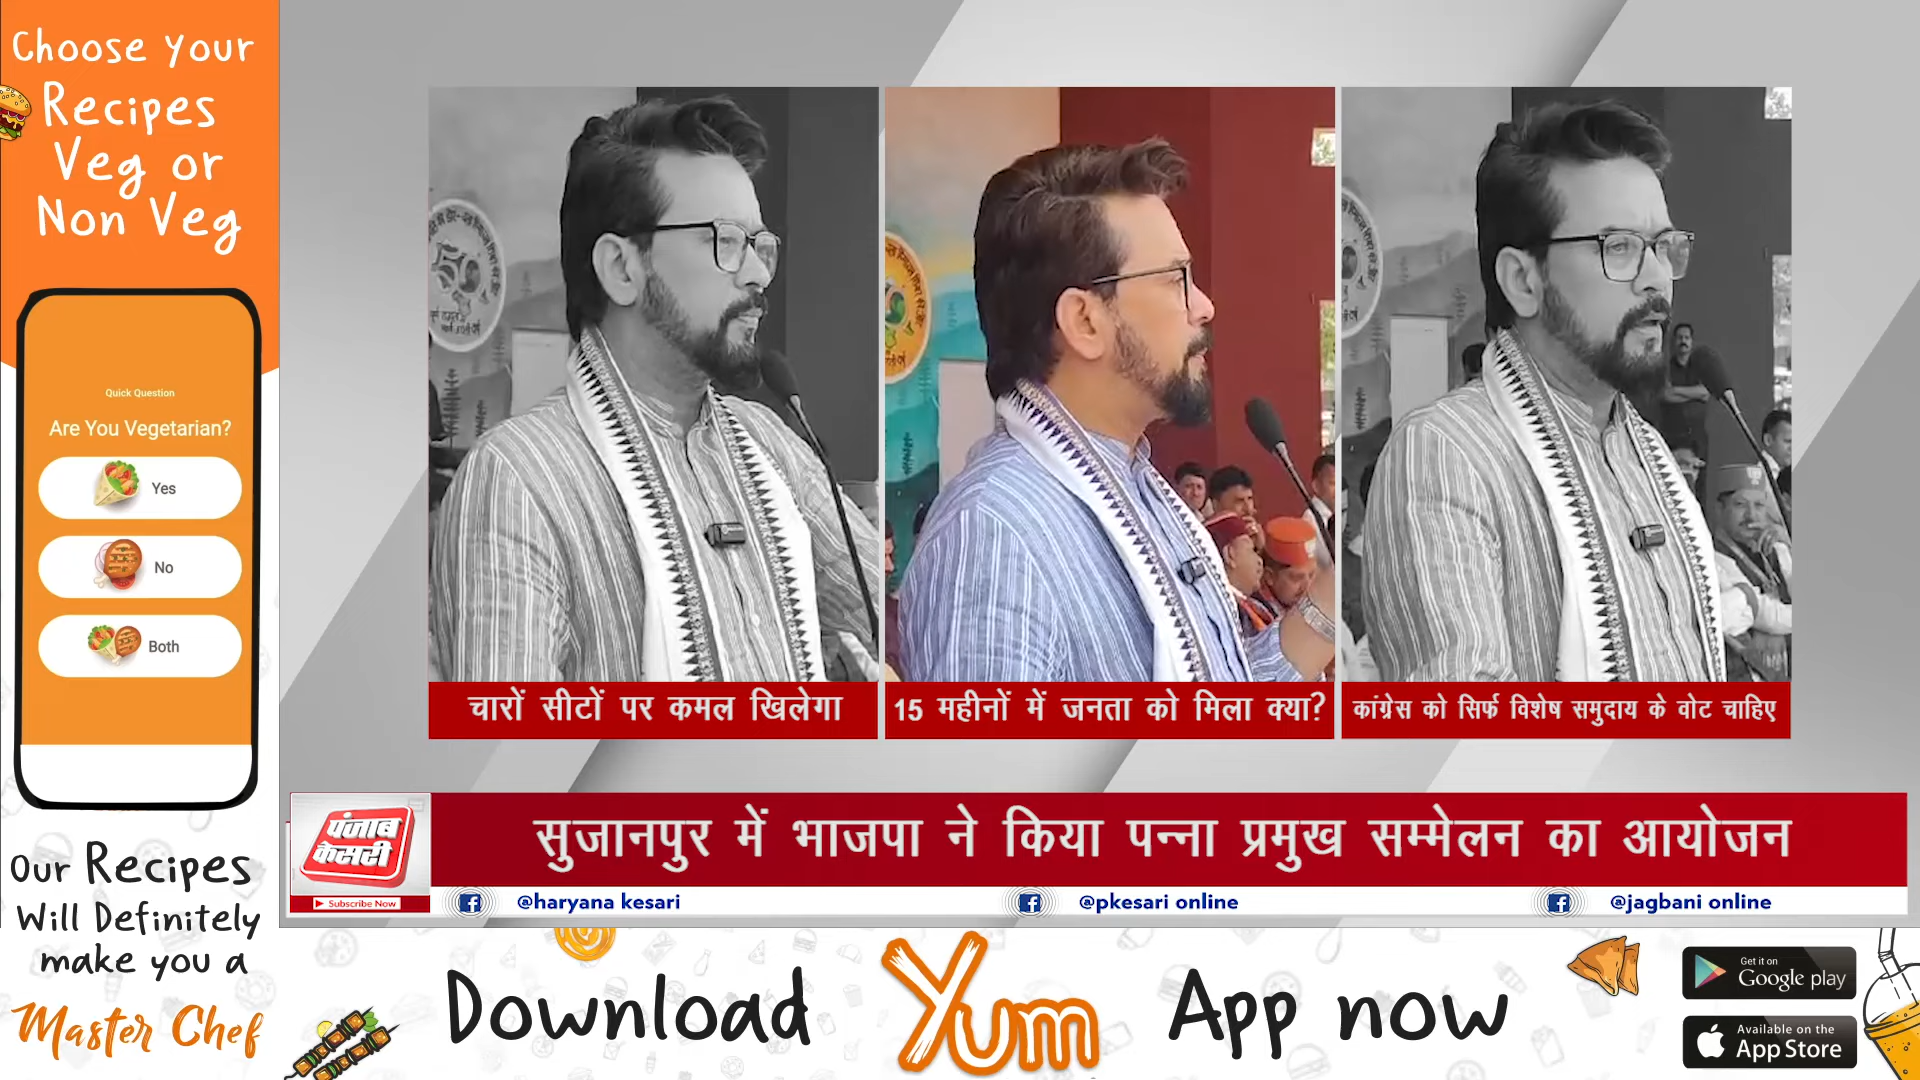 Choose Your
Recipes
Veg or
Non Veg
Quick Question
Are You Vegetarian?
Yes
No
Both
Our Recipes
Will Definitely
make you a
Master Chef
चारों सीटों पर कमल खिलेगा
15 महीनों में जनता को मिला क्या?
कांग्रेस को सिर्फ विशेष समुदाय के वोट चाहिए
पंजाब
केसरी
Subscribe Now
सुजानपुर में भाजपा ने किया पन्ना प्रमुख सम्मेलन का आयोजन
@haryana kesari
@pkesari online
@jagbani online
Download Yum App now
Get it on
Google play
Available on the
App Store